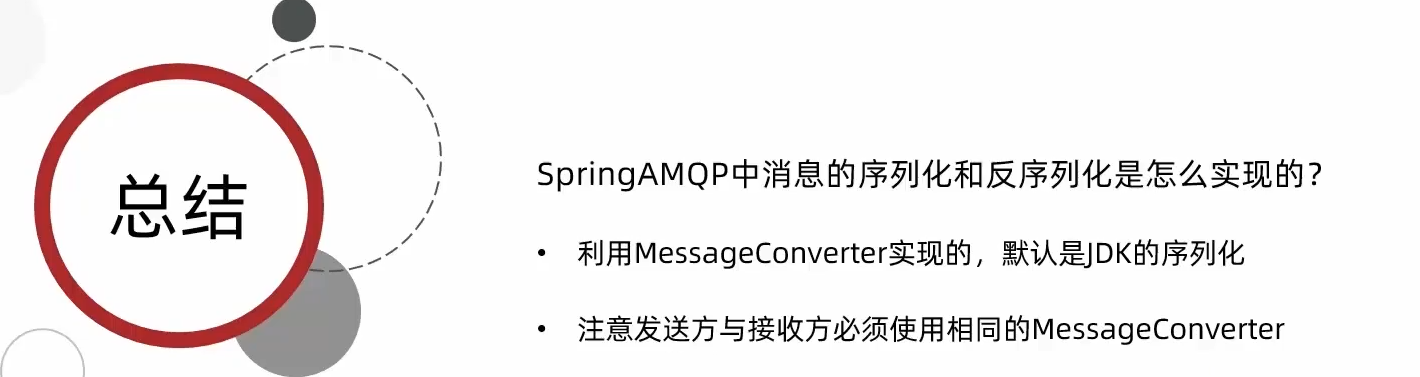 总结
SpringAMQP中消息的序列化和反序列化是怎么实现的？
• 利用MessageConverter实现的，默认是JDK的序列化
• 注意发送方与接收方必须使用相同的MessageConverter